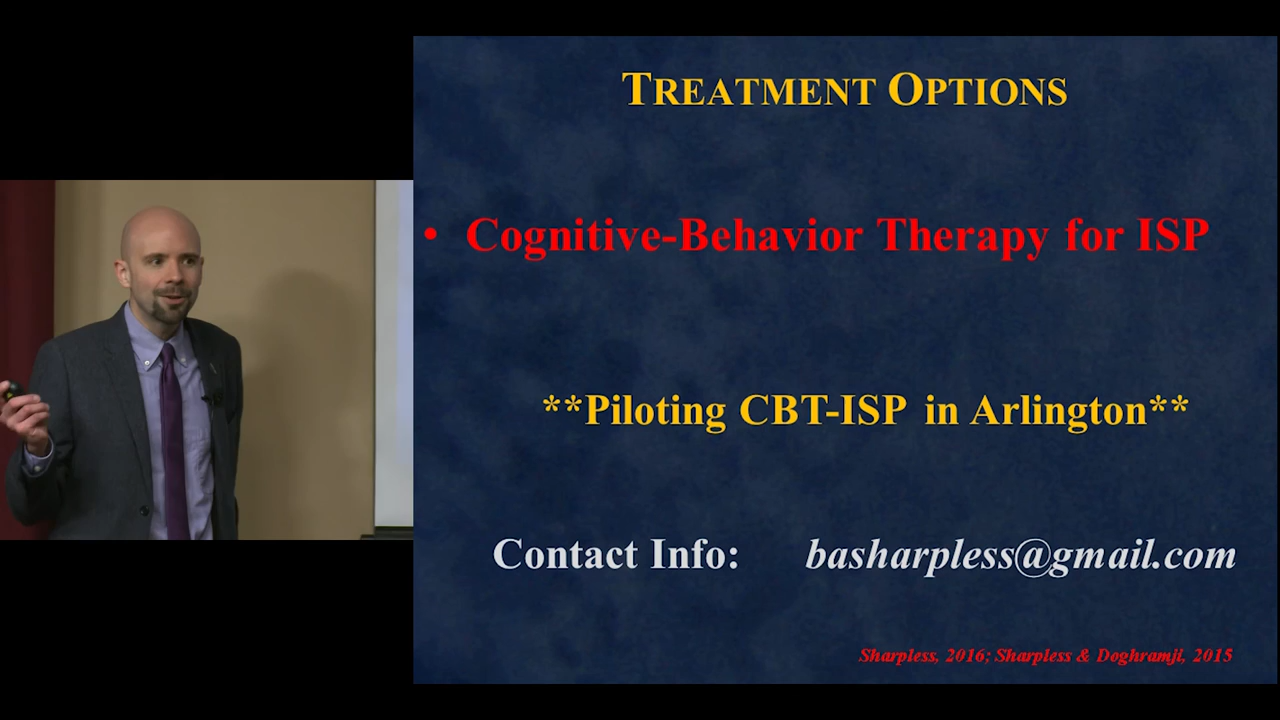 TREATMENT OPTIONS
• Cognitive-Behavior Therapy for ISP
**Piloting CBT-ISP in Arlington**
Contact Info: basharpless@gmail.com
Sharpless, 2016; Sharpless & Doghramji, 2015